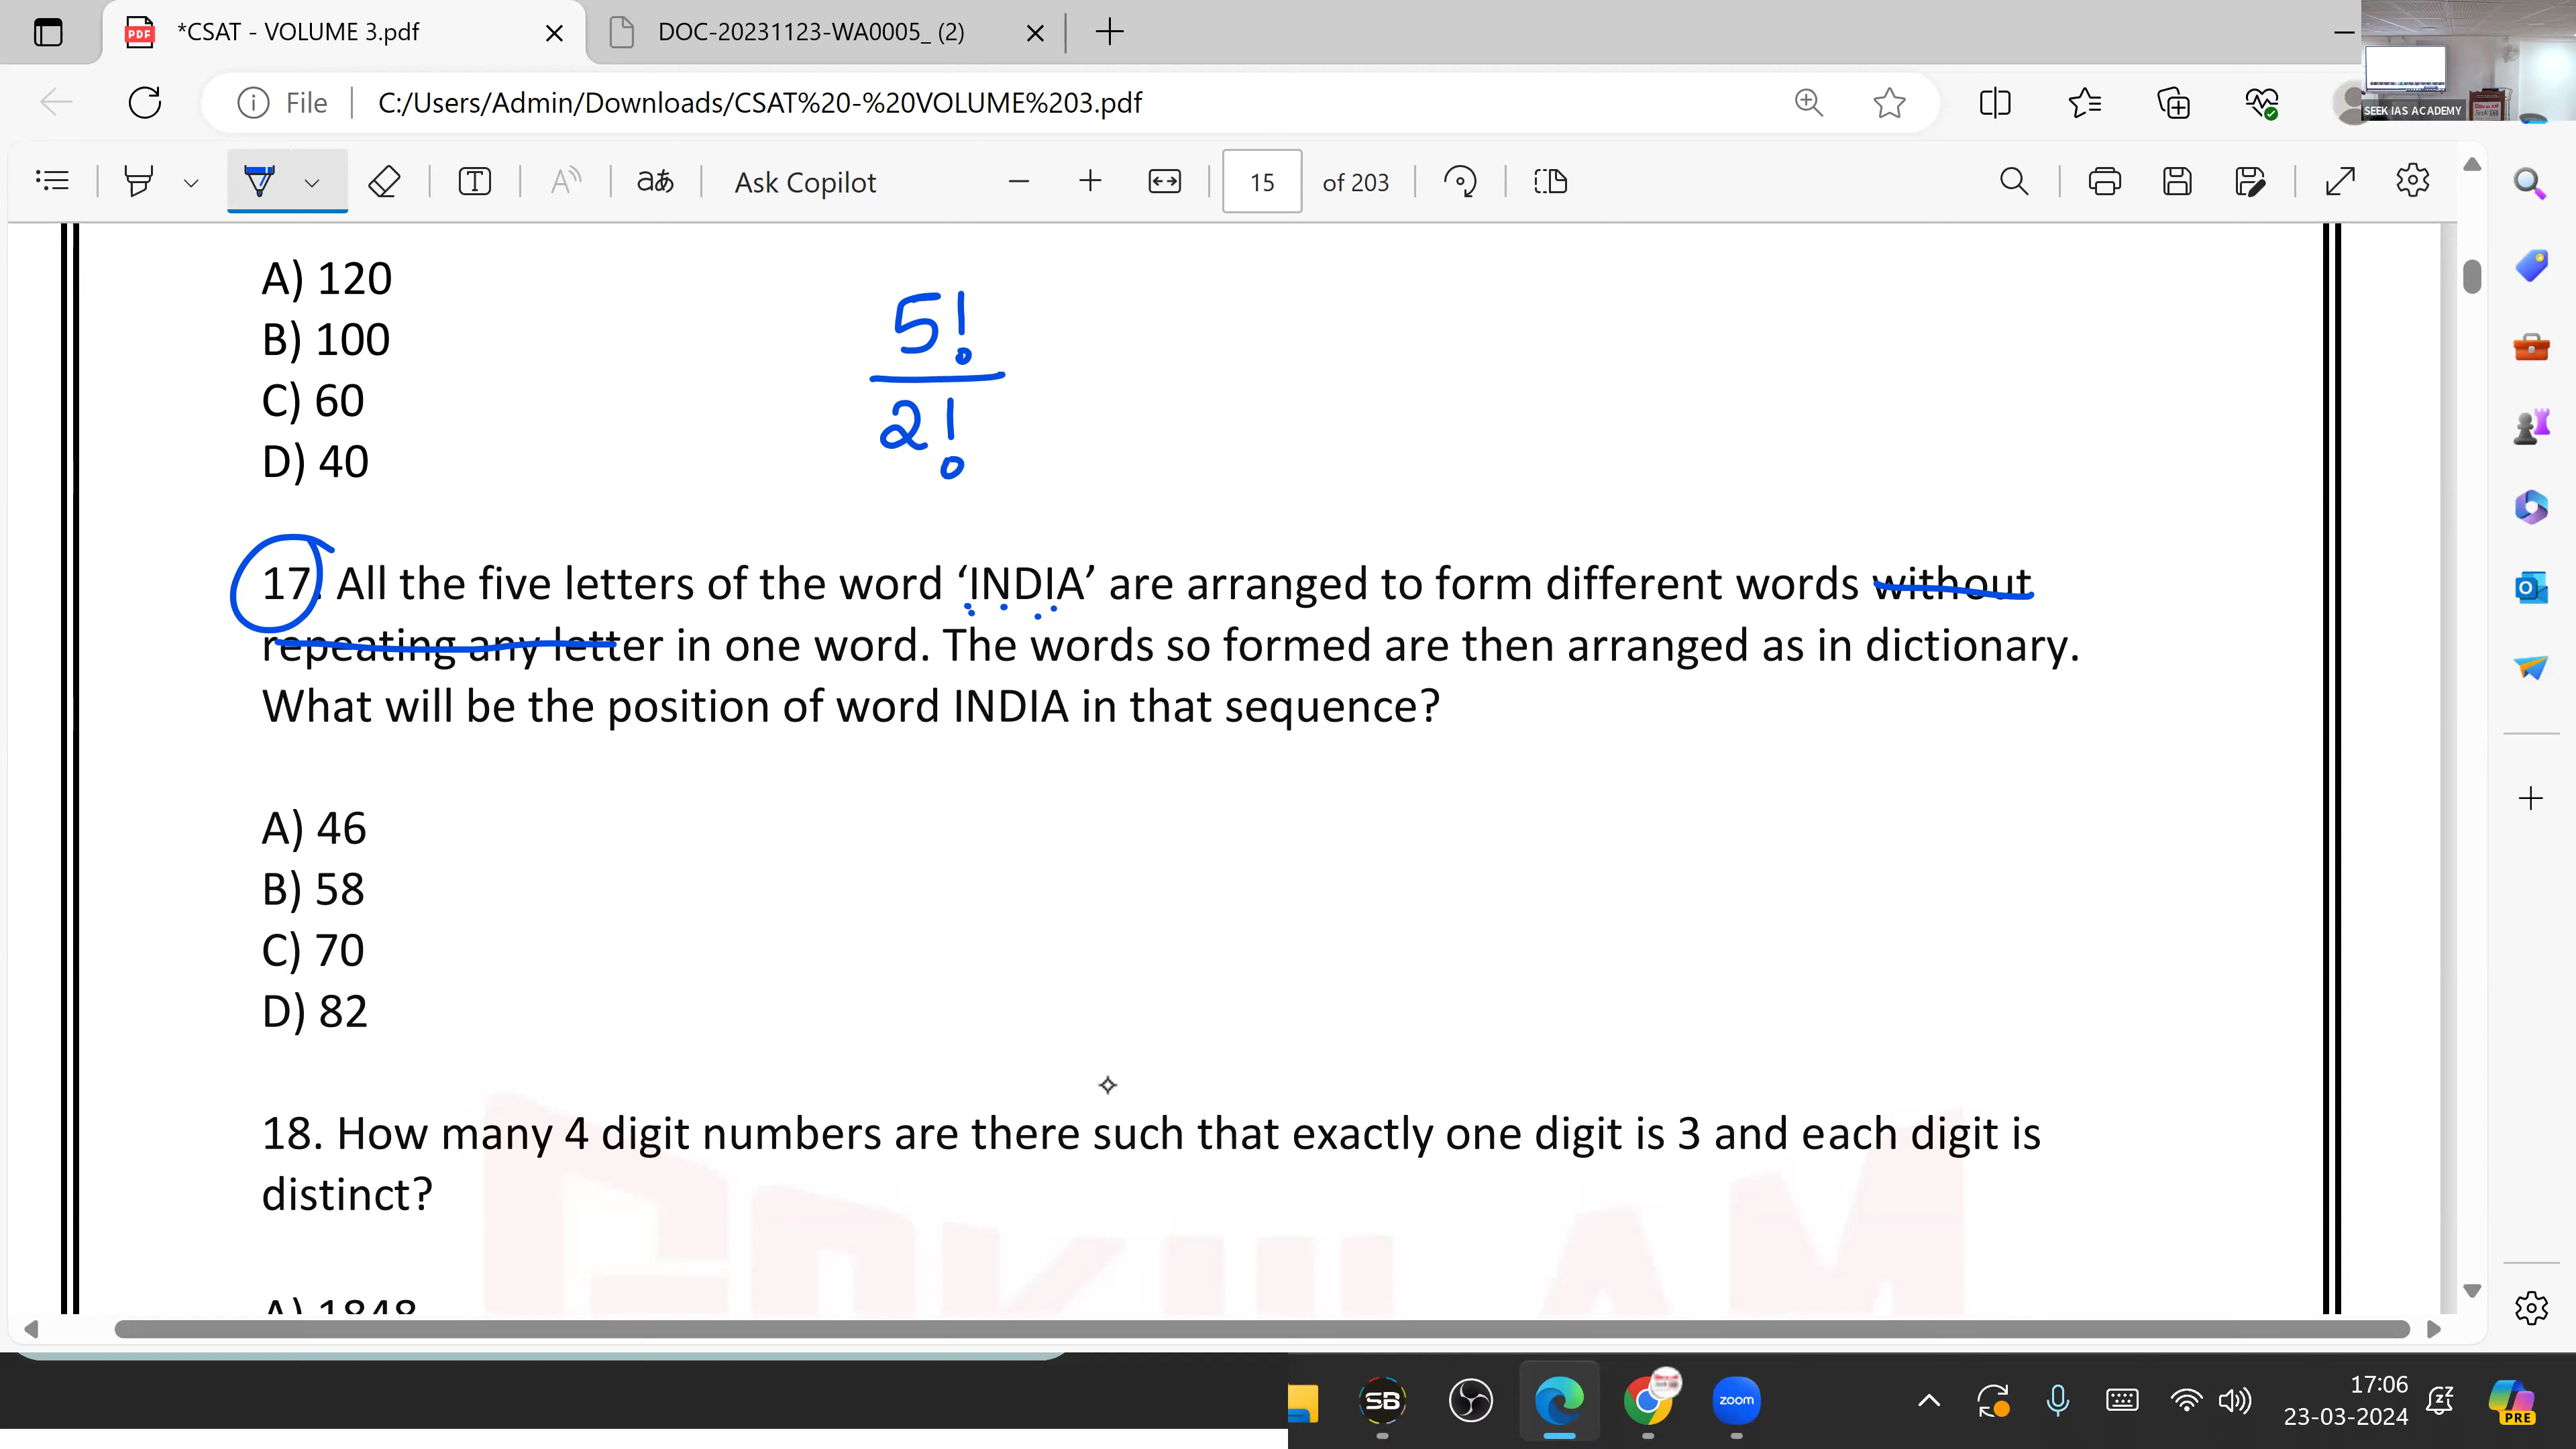 *CSAT - VOLUME 3.pdf
DOC-20231123-WA0005_ (2)
File
C:/Users/Admin/Downloads/CSAT%20-%20VOLUME%203.pdf
SEEK IAS ACADEMY
Ask Copilot
15 of 203
A) 120
B) 100
C) 60
D) 40
5!
2!
17. All the five letters of the word ‘INDIA’ are arranged to form different words without
repeating any letter in one word. The words so formed are then arranged as in dictionary.
What will be the position of word INDIA in that sequence?
A) 46
B) 58
C) 70
D) 82
18. How many 4 digit numbers are there such that exactly one digit is 3 and each digit is
distinct?
A) 1848
GOKULAM
SB
zoom
17:06
23-03-2024
PRE